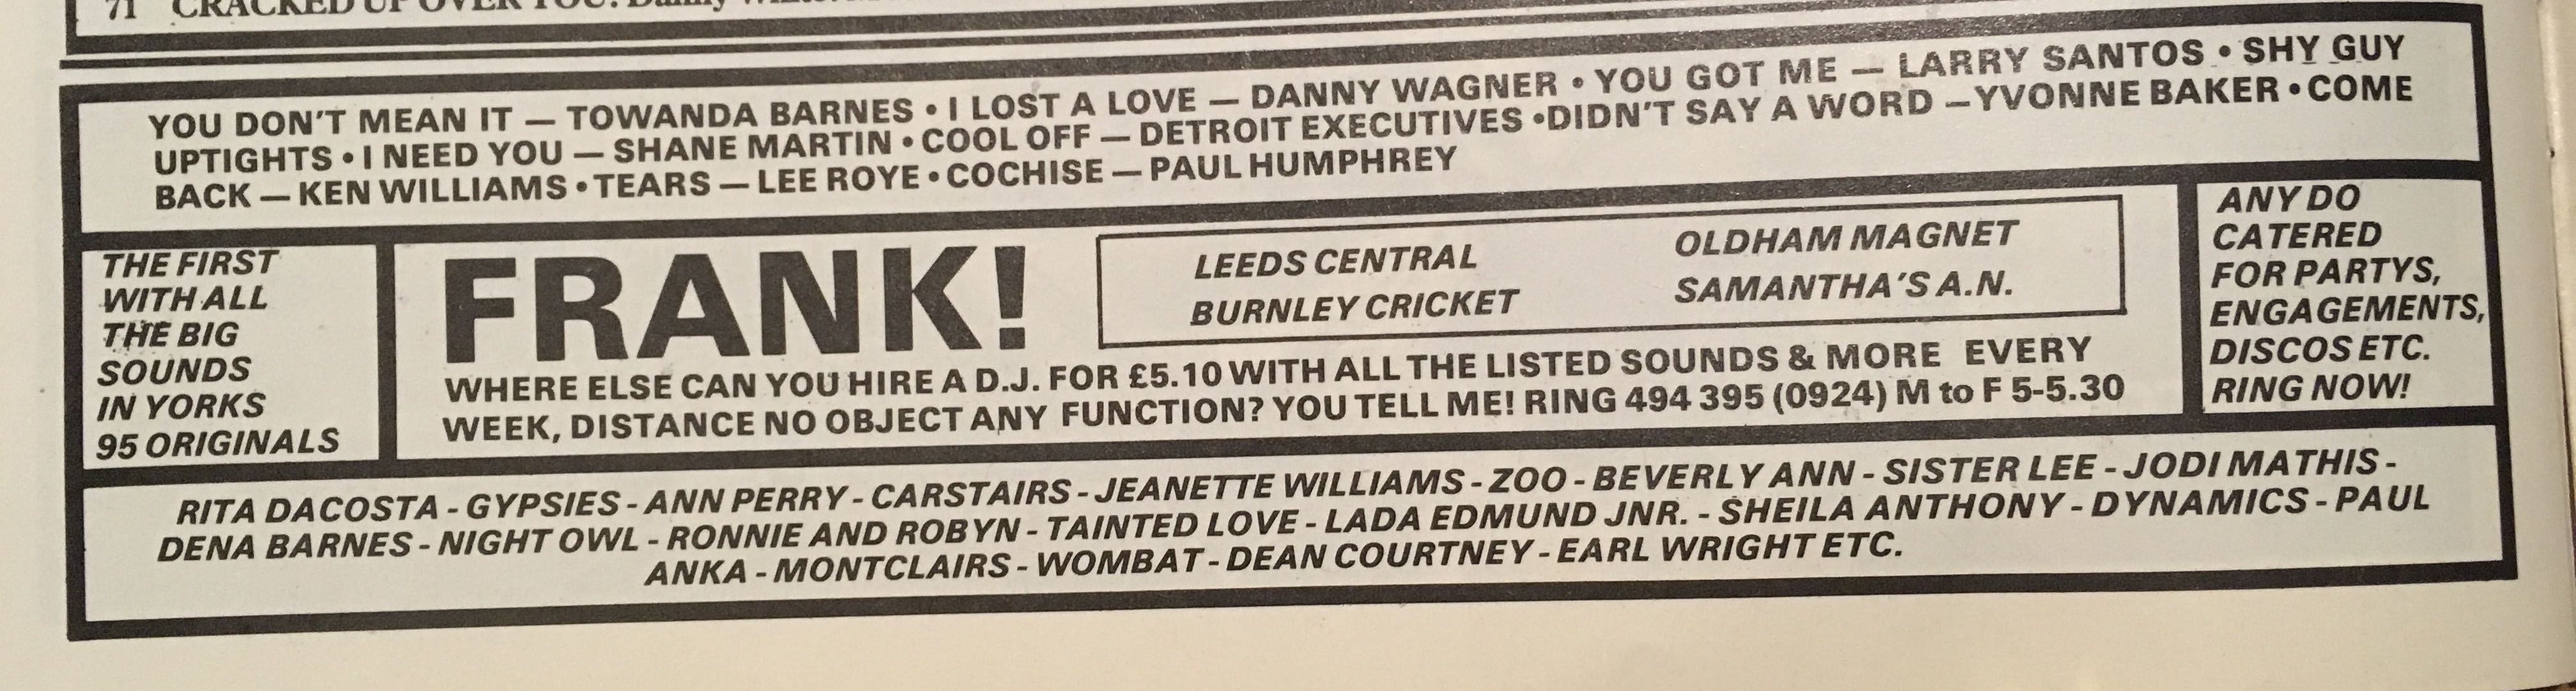 71 CRACKED UP OVER YOU: Danny
YOU DON'T MEAN IT — TOWANDA BARNES • I LOST A LOVE — DANNY WAGNER • YOU GOT ME — LARRY SANTOS • SHY GUY
UPTIGHTS • I NEED YOU — SHANE MARTIN • COOL OFF — DETROIT EXECUTIVES • DIDN'T SAY A WORD — YVONNE BAKER • COME
BACK — KEN WILLIAMS • TEARS — LEE ROYE • COCHISE — PAUL HUMPHREY
THE FIRST
WITH ALL
THE BIG
SOUNDS
IN YORKS
95 ORIGINALS
FRANK!
LEEDS CENTRAL
BURNLEY CRICKET
OLDHAM MAGNET
SAMANTHA'S A.N.
WHERE ELSE CAN YOU HIRE A D.J. FOR £5.10 WITH ALL THE LISTED SOUNDS & MORE EVERY
WEEK, DISTANCE NO OBJECT ANY FUNCTION? YOU TELL ME! RING 494 395 (0924) M to F 5-5.30
ANY DO
CATERED
FOR PARTYS,
ENGAGEMENTS,
DISCOS ETC.
RING NOW!
RITA DACOSTA - GYPSIES - ANN PERRY - CARSTAIRS - JEANETTE WILLIAMS - ZOO - BEVERLY ANN - SISTER LEE - JODI MATHIS -
DENA BARNES - NIGHT OWL - RONNIE AND ROBYN - TAINTED LOVE - LADA EDMUND JNR. - SHEILA ANTHONY - DYNAMICS - PAUL
ANKA - MONTCLAIRS - WOMBAT - DEAN COURTNEY - EARL WRIGHT ETC.